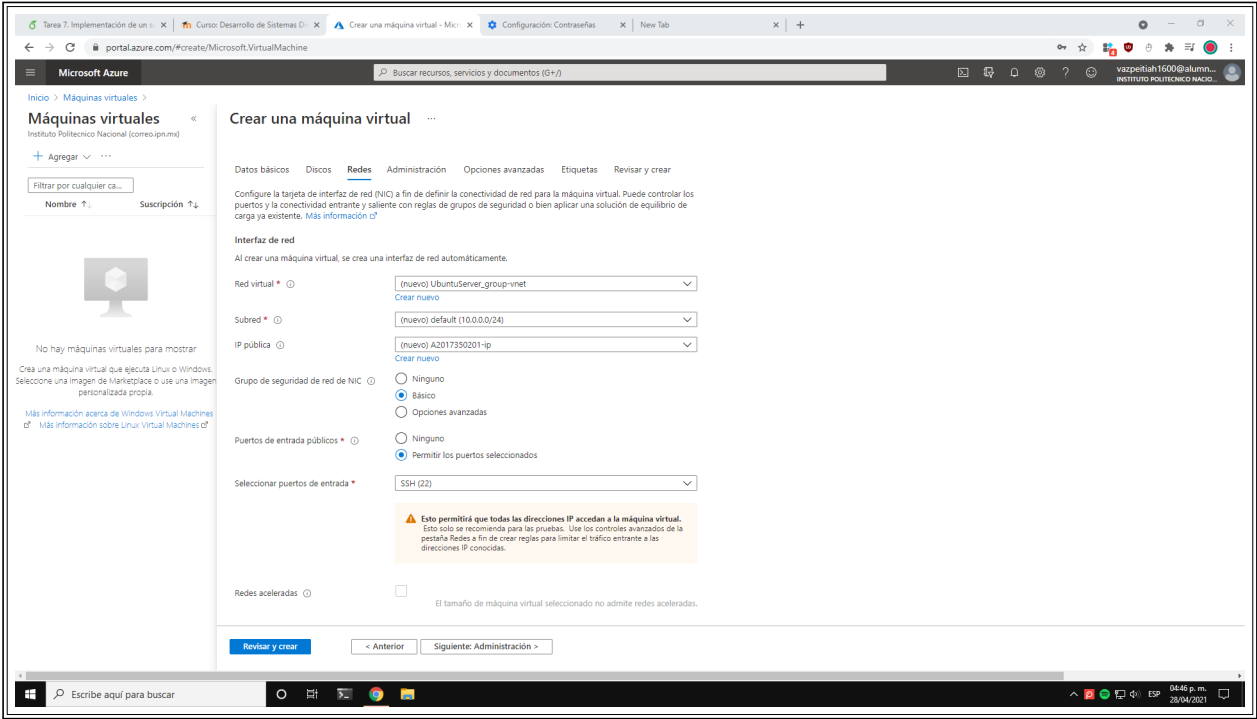 Tarea 7. Implementación de un s
Curso: Desarrollo de Sistemas Di
Crear una máquina virtual - Micr
Configuración: Contraseñas
New Tab
portal.azure.com/#create/Microsoft.VirtualMachine
Microsoft Azure
Buscar recursos, servicios y documentos (G+/)
vazpeitiah1600@alumn...
INSTITUTO POLITECNICO NACIO...
Inicio > Máquinas virtuales >
Máquinas virtuales «
Instituto Politecnico Nacional (correo.ipn.mx)
+ Agregar ···
Filtrar por cualquier ca...
Nombre ↑↓ Suscripción ↑↓
No hay máquinas virtuales para mostrar
Crea una máquina virtual que ejecuta Linux o Windows.
Seleccione una imagen de Marketplace o use una imagen
personalizada propia.
Más información acerca de Windows Virtual Machines
Más información sobre Linux Virtual Machines
Crear una máquina virtual ···
Datos básicos Discos Redes Administración Opciones avanzadas Etiquetas Revisar y crear
Configure la tarjeta de interfaz de red (NIC) a fin de definir la conectividad de red para la máquina virtual. Puede controlar los
puertos y la conectividad entrante y saliente con reglas de grupos de seguridad o bien aplicar una solución de equilibrio de
carga ya existente. Más información
Interfaz de red
Al crear una máquina virtual, se crea una interfaz de red automáticamente.
Red virtual * (nuevo) UbuntuServer_group-vnet
Crear nuevo
Subred * (nuevo) default (10.0.0.0/24)
IP pública (nuevo) A2017350201-ip
Crear nuevo
Grupo de seguridad de red de NIC Ninguno
Básico
Opciones avanzadas
Puertos de entrada públicos * Ninguno
Permitir los puertos seleccionados
Seleccionar puertos de entrada * SSH (22)
Esto permitirá que todas las direcciones IP accedan a la máquina virtual.
Esto solo se recomienda para las pruebas. Use los controles avanzados de la
pestaña Redes a fin de crear reglas para limitar el tráfico entrante a las
direcciones IP conocidas.
Redes aceleradas
El tamaño de máquina virtual seleccionado no admite redes aceleradas.
Revisar y crear < Anterior Siguiente: Administración >
Escribe aquí para buscar
ESP
04:46 p. m.
28/04/2021